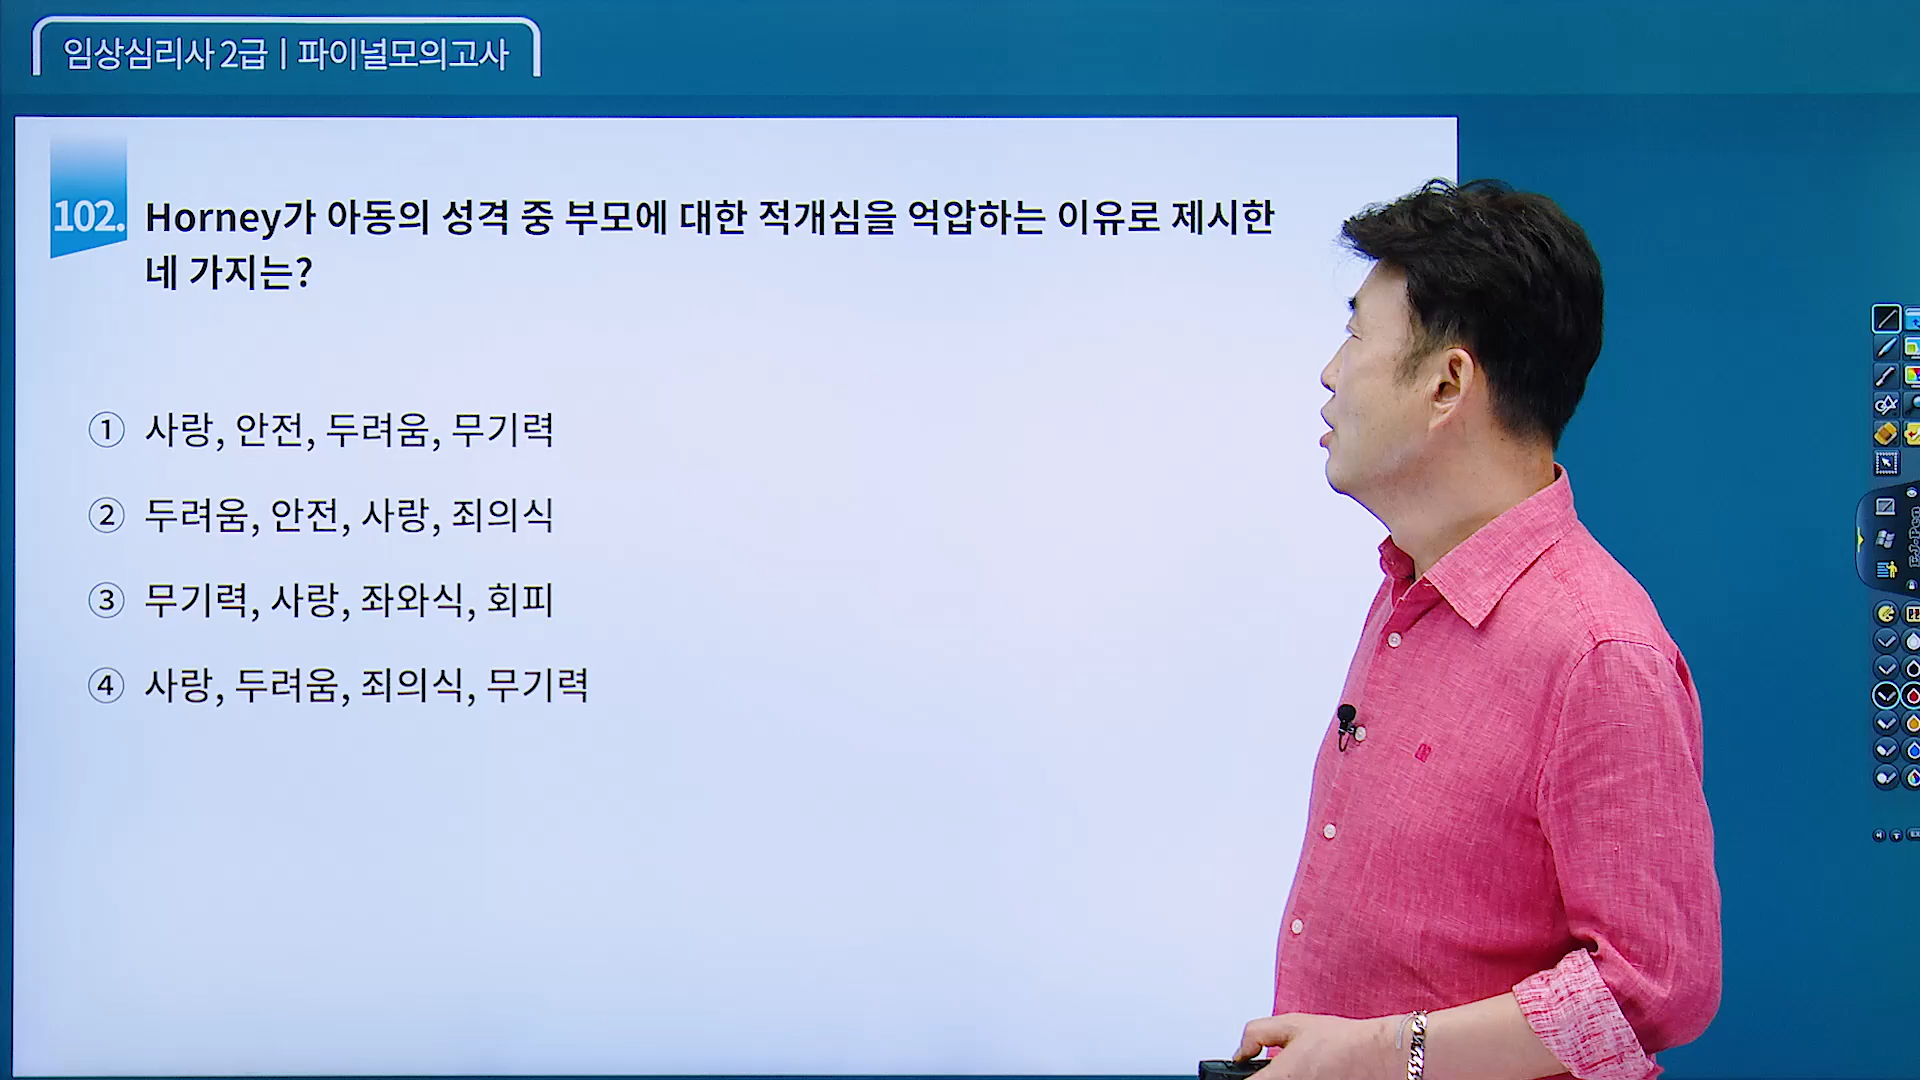 임상심리사 2급 | 파이널모의고사
102. Horney가 아동의 성격 중 부모에 대한 적개심을 억압하는 이유로 제시한
네 가지는?
① 사랑, 안전, 두려움, 무기력
② 두려움, 안전, 사랑, 죄의식
③ 무기력, 사랑, 좌와식, 회피
④ 사랑, 두려움, 죄의식, 무기력